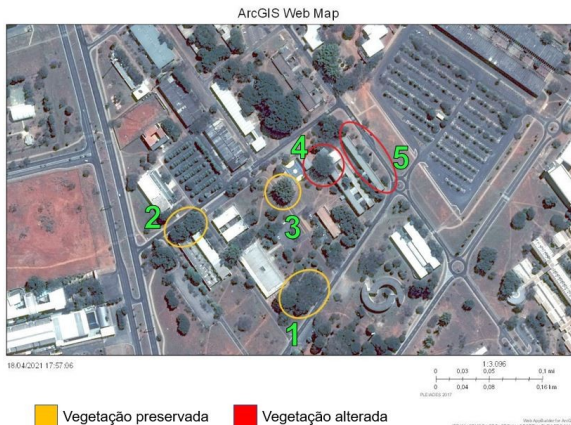 ArcGIS Web Map
4
5
2
3
1
18/04/2021 17:57:06
1:3.096
0 0,03 0,05 0,1 mi
0 0,04 0,08 0,16 km
PLEIADES 2017
Vegetação preservada
Vegetação alterada